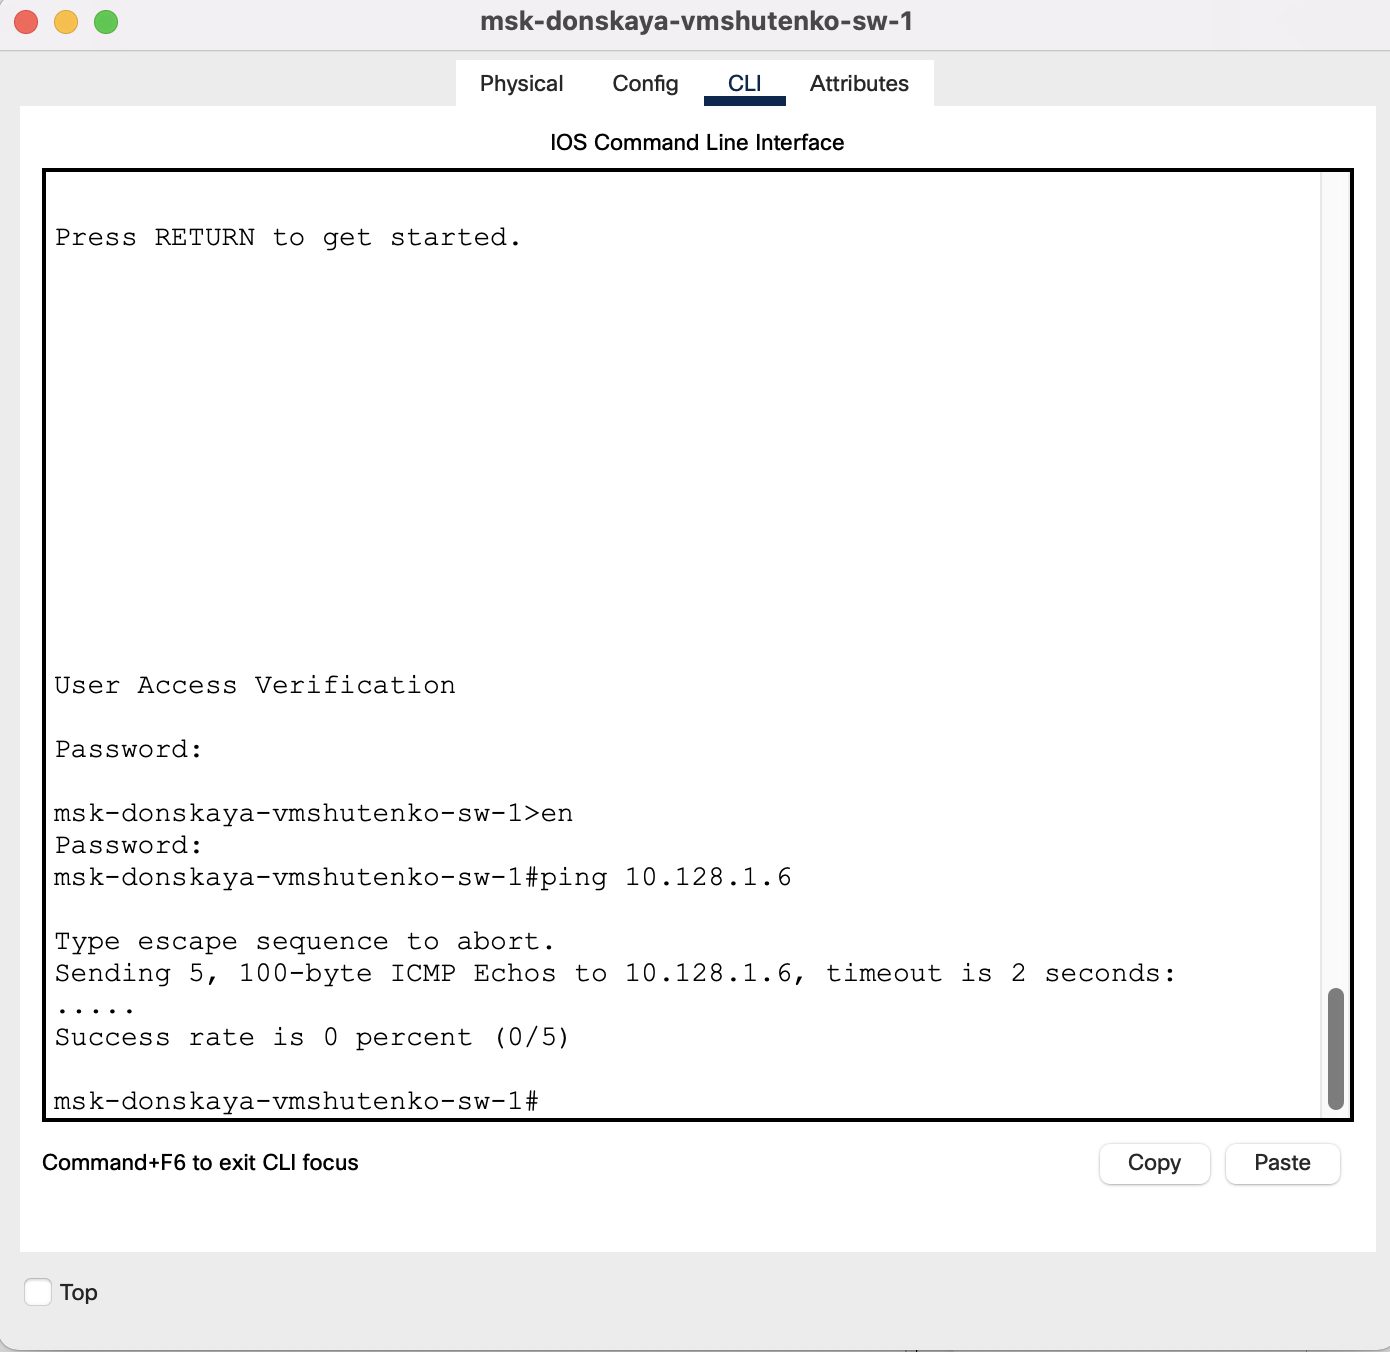 msk-donskaya-vmshutenko-sw-1
Physical Config CLI Attributes
IOS Command Line Interface
Press RETURN to get started.
User Access Verification
Password:
msk-donskaya-vmshutenko-sw-1>en
Password:
msk-donskaya-vmshutenko-sw-1#ping 10.128.1.6
Type escape sequence to abort.
Sending 5, 100-byte ICMP Echos to 10.128.1.6, timeout is 2 seconds:
.....
Success rate is 0 percent (0/5)
msk-donskaya-vmshutenko-sw-1#
Command+F6 to exit CLI focus
Copy Paste
Top